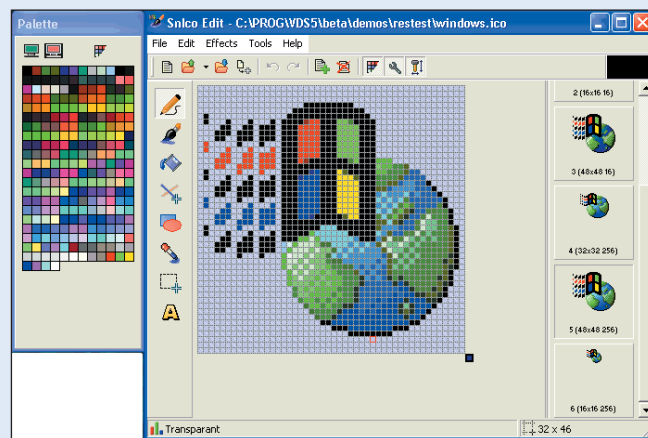 Palette
SnIco Edit - C:\PROG\VDS5\beta\demos\restest\windows.ico
File Edit Effects Tools Help
2 (16x16 16)
3 (48x48 16)
4 (32x32 256)
5 (48x48 256)
6 (16x16 256)
A
Transparant
32 x 46